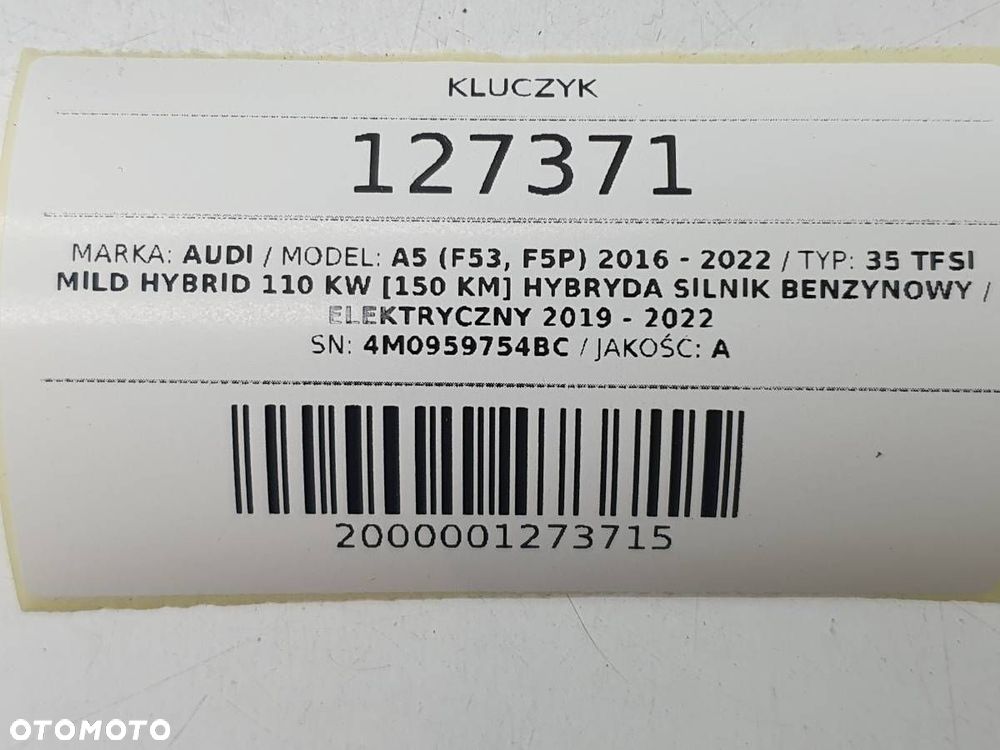 KLUCZYK
127371
MARKA: AUDI / MODEL: A5 (F53, F5P) 2016 - 2022 / TYP: 35 TFSI
MILD HYBRID 110 KW [150 KM] HYBRYDA SILNIK BENZYNOWY /
ELEKTRYCZNY 2019 - 2022
SN: 4M0959754BC / JAKOŚĆ: A
2000001273715
OTOMOTO